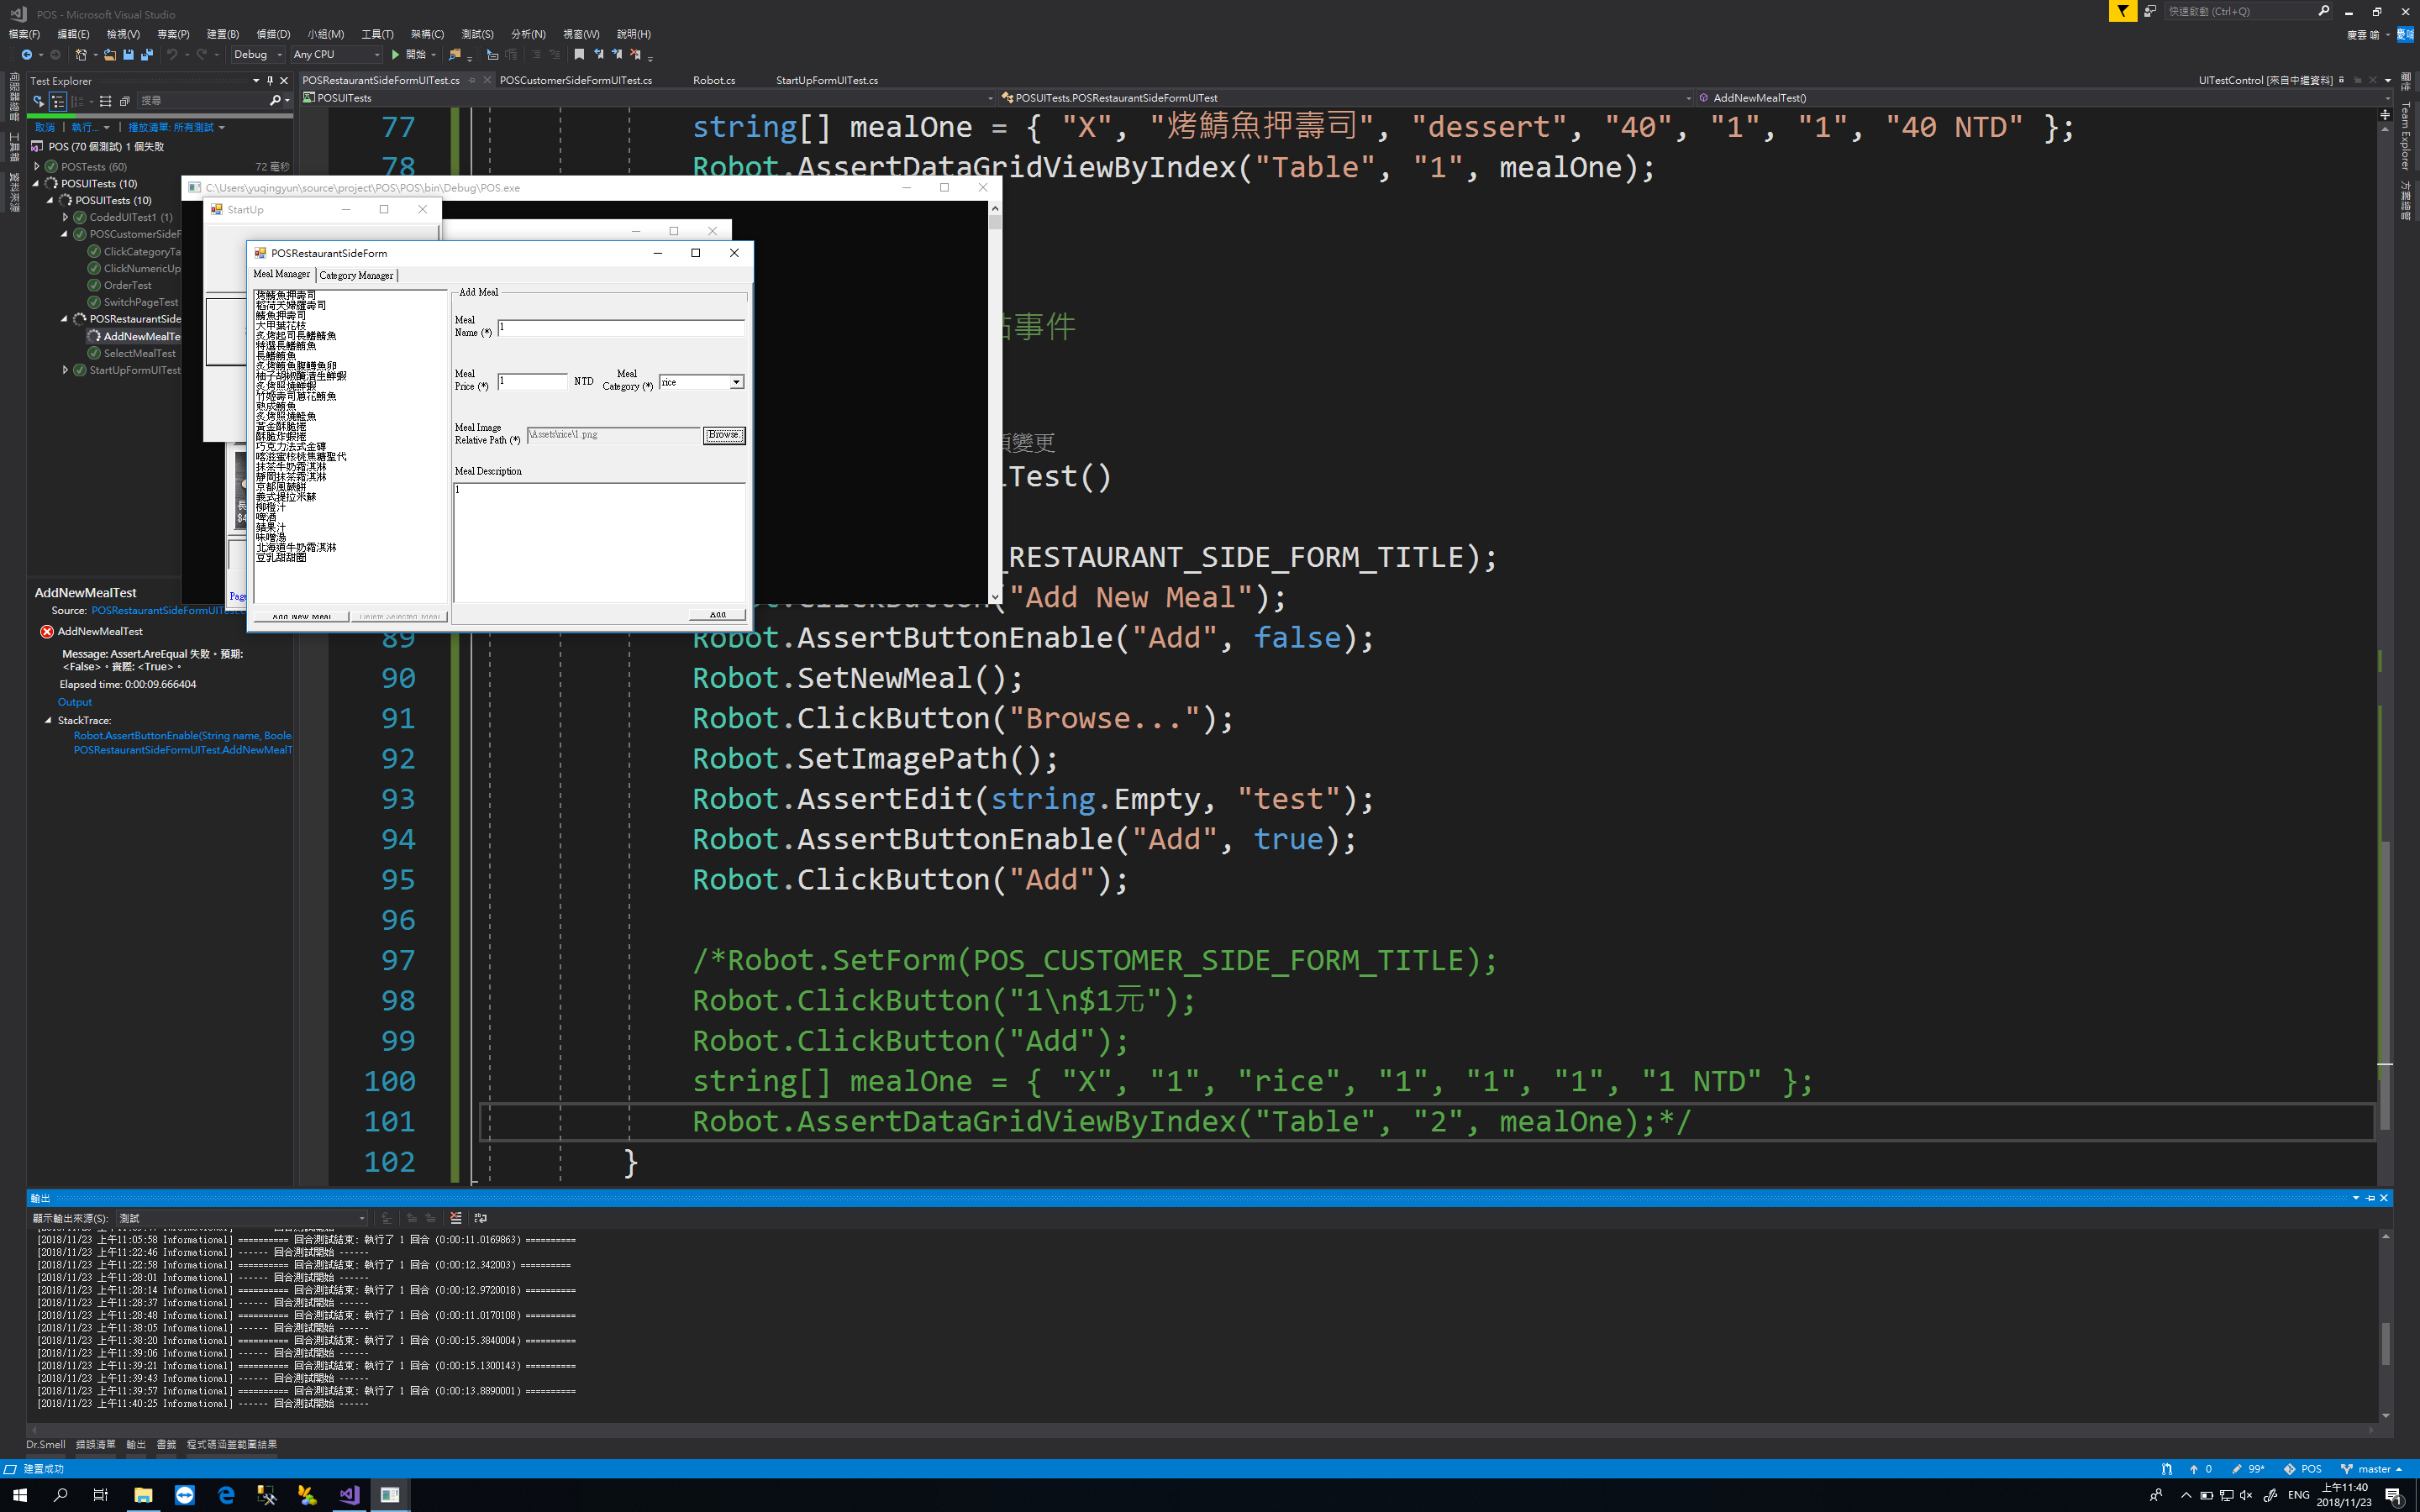 POS - Microsoft Visual Studio
快速啟動 (Ctrl+Q)
檔案(F) 編輯(E) 檢視(V) 專案(P) 建置(B) 偵錯(D) 小組(M) 工具(T) 架構(C) 測試(S) 分析(N) 視窗(W) 說明(H)
Debug Any CPU 開始
Test Explorer
搜尋
取消 執行... 播放清單: 所有測試
POS (70 個測試) 1 個失敗
POSTests (60) 72 毫秒
POSUITests (10)
POSUITests (10)
CodedUITest1 (1)
POSCustomerSideF
ClickCategoryTa
ClickNumericUp
OrderTest
SwitchPageTest
POSRestaurantSide
AddNewMealTe
SelectMealTest
StartUpFormUITest
AddNewMealTest
Source: POSRestaurantSideFormUITest.
AddNewMealTest
Message: Assert.AreEqual 失敗。預期:
<False>。實際: <True>。
Elapsed time: 0:00:09.666404
Output
StackTrace:
Robot.AssertButtonEnable(String name, Boole
POSRestaurantSideFormUITest.AddNewMealT
POSRestaurantSideFormUITest.cs POSCustomerSideFormUITest.cs Robot.cs StartUpFormUITest.cs UITestControl [來自中繼資料]
POSUITests POSUITests.POSRestaurantSideFormUITest AddNewMealTest()
77 string[] mealOne = { "X", "烤鯖魚押壽司", "dessert", "40", "1", "1", "40 NTD" };
78 Robot.AssertDataGridViewByIndex("Table", "1", mealOne);
事件
變更
Test()
_RESTAURANT_SIDE_FORM_TITLE);
"Add New Meal");
89 Robot.AssertButtonEnable("Add", false);
90 Robot.SetNewMeal();
91 Robot.ClickButton("Browse...");
92 Robot.SetImagePath();
93 Robot.AssertEdit(string.Empty, "test");
94 Robot.AssertButtonEnable("Add", true);
95 Robot.ClickButton("Add");
96
97 /*Robot.SetForm(POS_CUSTOMER_SIDE_FORM_TITLE);
98 Robot.ClickButton("1\n$1元");
99 Robot.ClickButton("Add");
100 string[] mealOne = { "X", "1", "rice", "1", "1", "1", "1 NTD" };
101 Robot.AssertDataGridViewByIndex("Table", "2", mealOne);*/
102 }
C:\Users\yuqingyun\source\project\POS\POS\bin\Debug\POS.exe
StartUp
Page
POSRestaurantSideForm
Meal Manager Category Manager
烤鯖魚押壽司
稻荷天婦羅壽司
鯖魚押壽司
大甲葉花枝
炙烤起司長鰭鮪魚
特選長鰭鮪魚
長鰭鮪魚
炙烤鮪魚腹鱈魚卵
柚子胡椒醃漬生鮮蝦
炙烤照燒鮮蝦
竹姬壽司蔥花鮪魚
熟成鮪魚
炙烤照燒鮭魚
黃金酥脆捲
酥脆炸蝦捲
巧克力法式金磚
喀滋蜜核桃焦糖聖代
抹茶牛奶霜淇淋
靜岡抹茶霜淇淋
京都風蕨餅
義式提拉米蘇
柳橙汁
啤酒
蘋果汁
味噌湯
北海道牛奶霜淇淋
豆乳甜甜圈
Add New Meal Delete Selected Meal
Add Meal
Meal
Name (*) 1
Meal
Price (*) 1 NTD
Meal
Category (*) rice
Meal Image
Relative Path (*) \Assets\rice\1.png Browse.
Meal Description
1
Add
輸出
顯示輸出來源(S): 測試
[2018/11/23 上午11:05:58 Informational] ========== 回合測試結束: 執行了 1 回合 (0:00:11.0169863) ==========
[2018/11/23 上午11:22:46 Informational] ------ 回合測試開始 ------
[2018/11/23 上午11:22:58 Informational] ========== 回合測試結束: 執行了 1 回合 (0:00:12.342003) ==========
[2018/11/23 上午11:28:01 Informational] ------ 回合測試開始 ------
[2018/11/23 上午11:28:14 Informational] ========== 回合測試結束: 執行了 1 回合 (0:00:12.9720018) ==========
[2018/11/23 上午11:28:37 Informational] ------ 回合測試開始 ------
[2018/11/23 上午11:28:48 Informational] ========== 回合測試結束: 執行了 1 回合 (0:00:11.0170108) ==========
[2018/11/23 上午11:38:05 Informational] ------ 回合測試開始 ------
[2018/11/23 上午11:38:20 Informational] ========== 回合測試結束: 執行了 1 回合 (0:00:15.3840004) ==========
[2018/11/23 上午11:39:06 Informational] ------ 回合測試開始 ------
[2018/11/23 上午11:39:21 Informational] ========== 回合測試結束: 執行了 1 回合 (0:00:15.1300143) ==========
[2018/11/23 上午11:39:43 Informational] ------ 回合測試開始 ------
[2018/11/23 上午11:39:57 Informational] ========== 回合測試結束: 執行了 1 回合 (0:00:13.8890001) ==========
[2018/11/23 上午11:40:25 Informational] ------ 回合測試開始 ------
Dr.Smell 錯誤清單 輸出 書籤 程式碼涵蓋範圍結果
建置成功 0 99* POS master
ENG 上午11:40
2018/11/23
Team Explorer